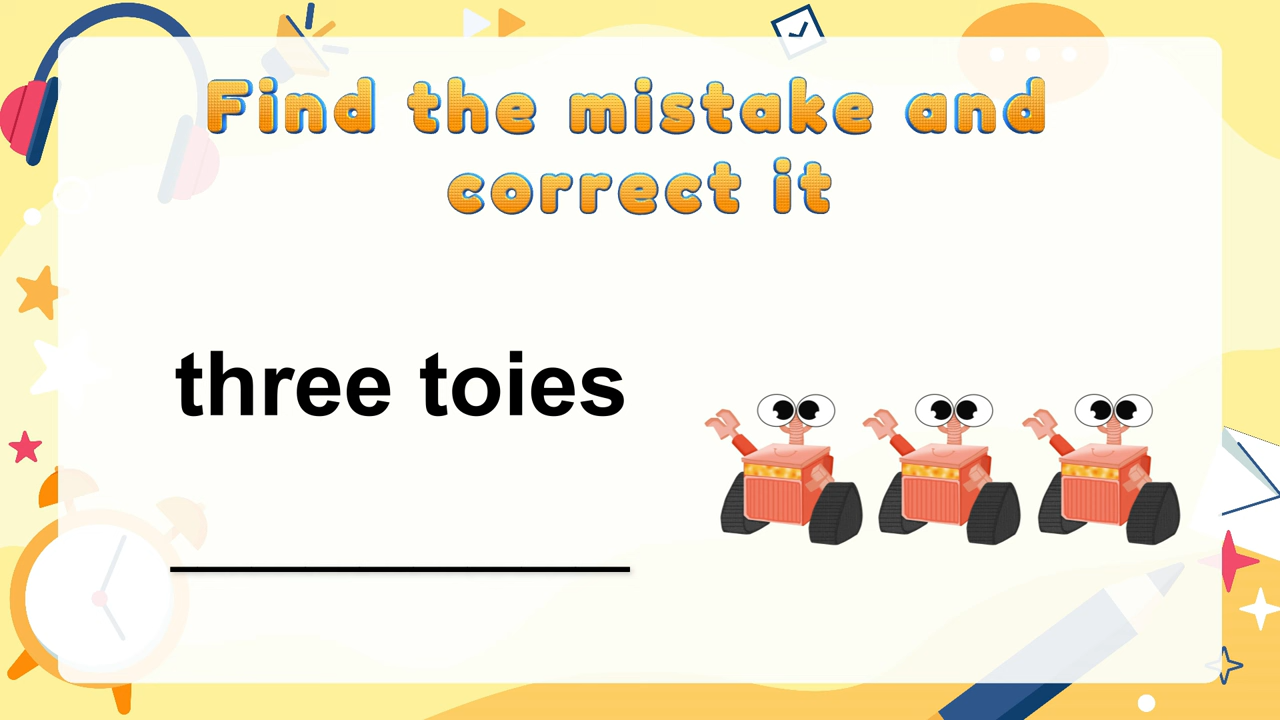 Find the mistake and
correct it
three toies